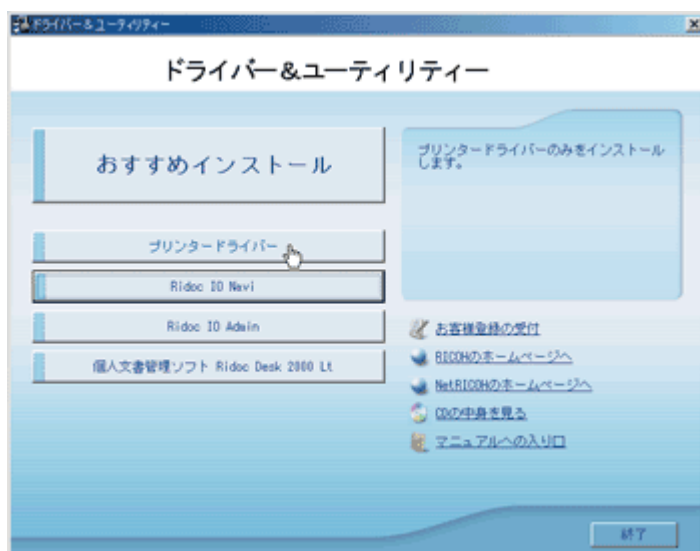 ドライバー&ユーティリティー
ドライバー&ユーティリティー
おすすめインストール
プリンタードライバー
Ridoc IO Navi
Ridoc IO Admin
個人文書管理ソフト Ridoc Desk 2000 Lt
プリンタードライバーのみをインストール
します。
お客様登録の受付
RICOHのホームページへ
NetRICOHのホームページへ
CDの中身を見る
マニュアルへの入り口
終了